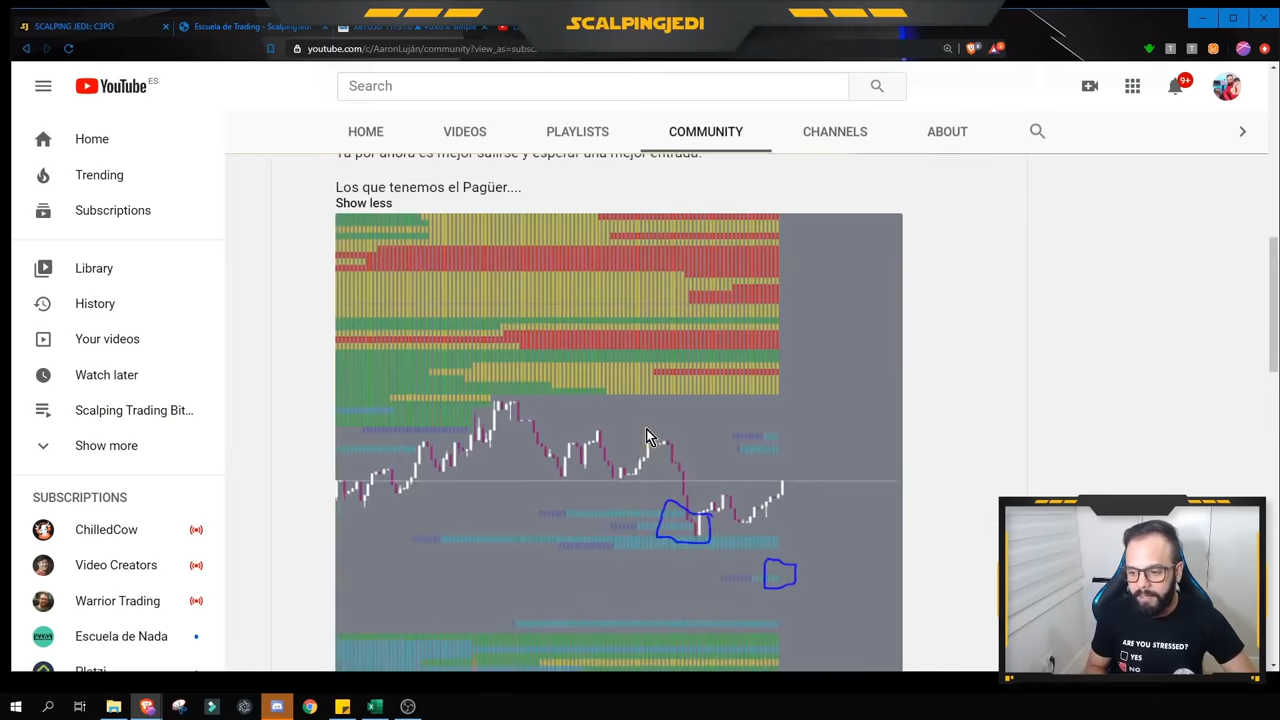 SCALPING JEDI: C3PO
Escuela de Trading - Scalpingjedi
SCALPINGJEDI
youtube.com/c/AaronLuján/community?view_as=subsc
YouTube ES
Search
9+
HOME
VIDEOS
PLAYLISTS
COMMUNITY
CHANNELS
ABOUT
Ya por ahora es mejor salirse y esperar una mejor entrada.
Los que tenemos el Pagüer....
Show less
Home
Trending
Subscriptions
Library
History
Your videos
Watch later
Scalping Trading Bit...
Show more
SUBSCRIPTIONS
ChilledCow
Video Creators
Warrior Trading
Escuela de Nada
Platzi
ARE YOU STRESSED?
YES
NO